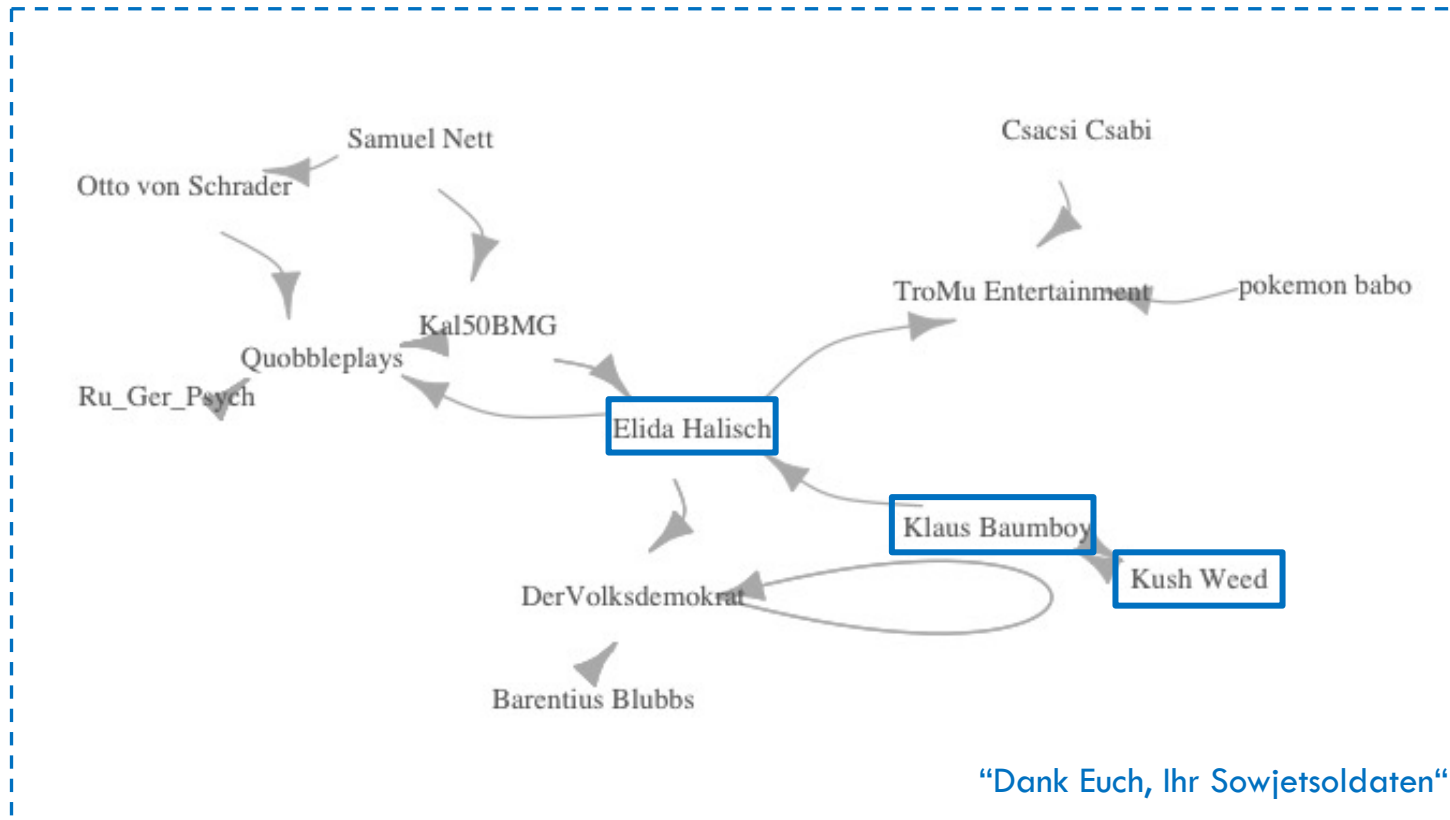 Samuel Nett
Csacsi Csabi
Otto von Schrader
TroMu Entertainment
pokemon babo
Kal50BMG
Quobbleplays
Ru_Ger_Psych
Elida Halisch
Klaus Baumboy
Kush Weed
DerVolksdemokrat
Barentius Blubbs
“Dank Euch, Ihr Sowjetsoldaten“